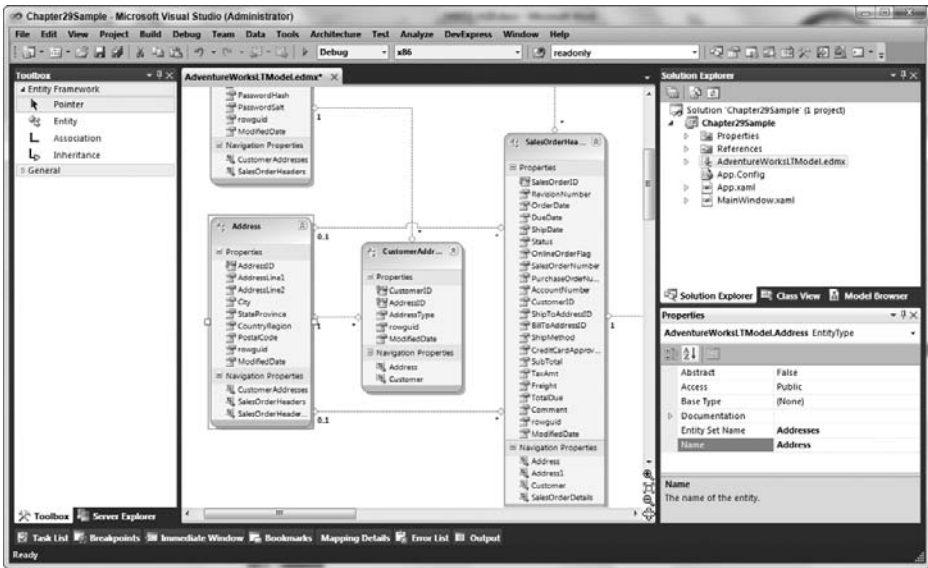 Chapter29Sample - Microsoft Visual Studio (Administrator)
File Edit View Project Build Debug Team Data Tools Architecture Test Analyze DevExpress Window Help
Debug x86 readonly
Toolbox
Entity Framework
Pointer
Entity
Association
Inheritance
General
Toolbox Server Explorer
AdventureWorksLTModel.edmx*
PasswordHash
PasswordSalt
rowguid
ModifiedDate
Navigation Properties
CustomerAddresses
SalesOrderHeaders
1
*
Address
Properties
AddressID
AddressLine1
AddressLine2
City
StateProvince
CountryRegion
PostalCode
rowguid
ModifiedDate
Navigation Properties
CustomerAddresses
SalesOrderHeaders
SalesOrderHeader...
0..1
*
1
*
0..1
*
CustomerAddr...
Properties
CustomerID
AddressID
AddressType
rowguid
ModifiedDate
Navigation Properties
Address
Customer
*
SalesOrderHea...
Properties
SalesOrderID
RevisionNumber
OrderDate
DueDate
ShipDate
Status
OnlineOrderFlag
SalesOrderNumber
PurchaseOrderNu...
AccountNumber
CustomerID
ShipToAddressID
BillToAddressID
ShipMethod
CreditCardApprov...
SubTotal
TaxAmt
Freight
TotalDue
Comment
rowguid
ModifiedDate
Navigation Properties
Address
Address1
Customer
SalesOrderDetails
1
Solution Explorer
Solution 'Chapter29Sample' (1 project)
Chapter29Sample
Properties
References
AdventureWorksLTModel.edmx
App.Config
App.xaml
MainWindow.xaml
Solution Explorer Class View Model Browser
Properties
AdventureWorksLTModel.Address EntityType
Abstract False
Access Public
Base Type (None)
Documentation
Entity Set Name Addresses
Name Address
Name
The name of the entity.
Task List Breakpoints Immediate Window Bookmarks Mapping Details Error List Output
Ready